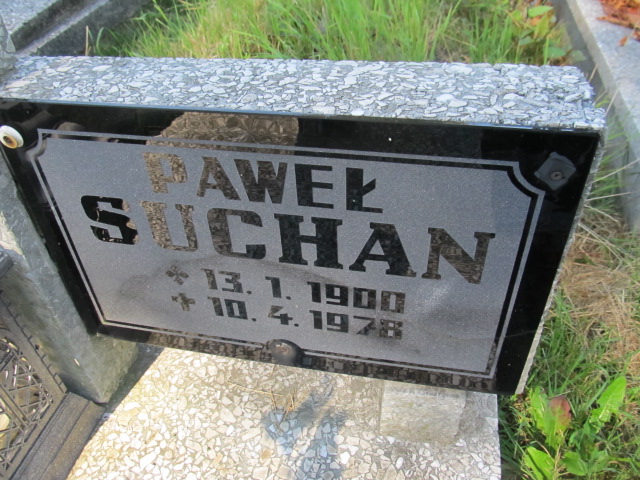 PAWEŁ
SUCHAN
* 13. 1. 1900
† 10. 4. 1978